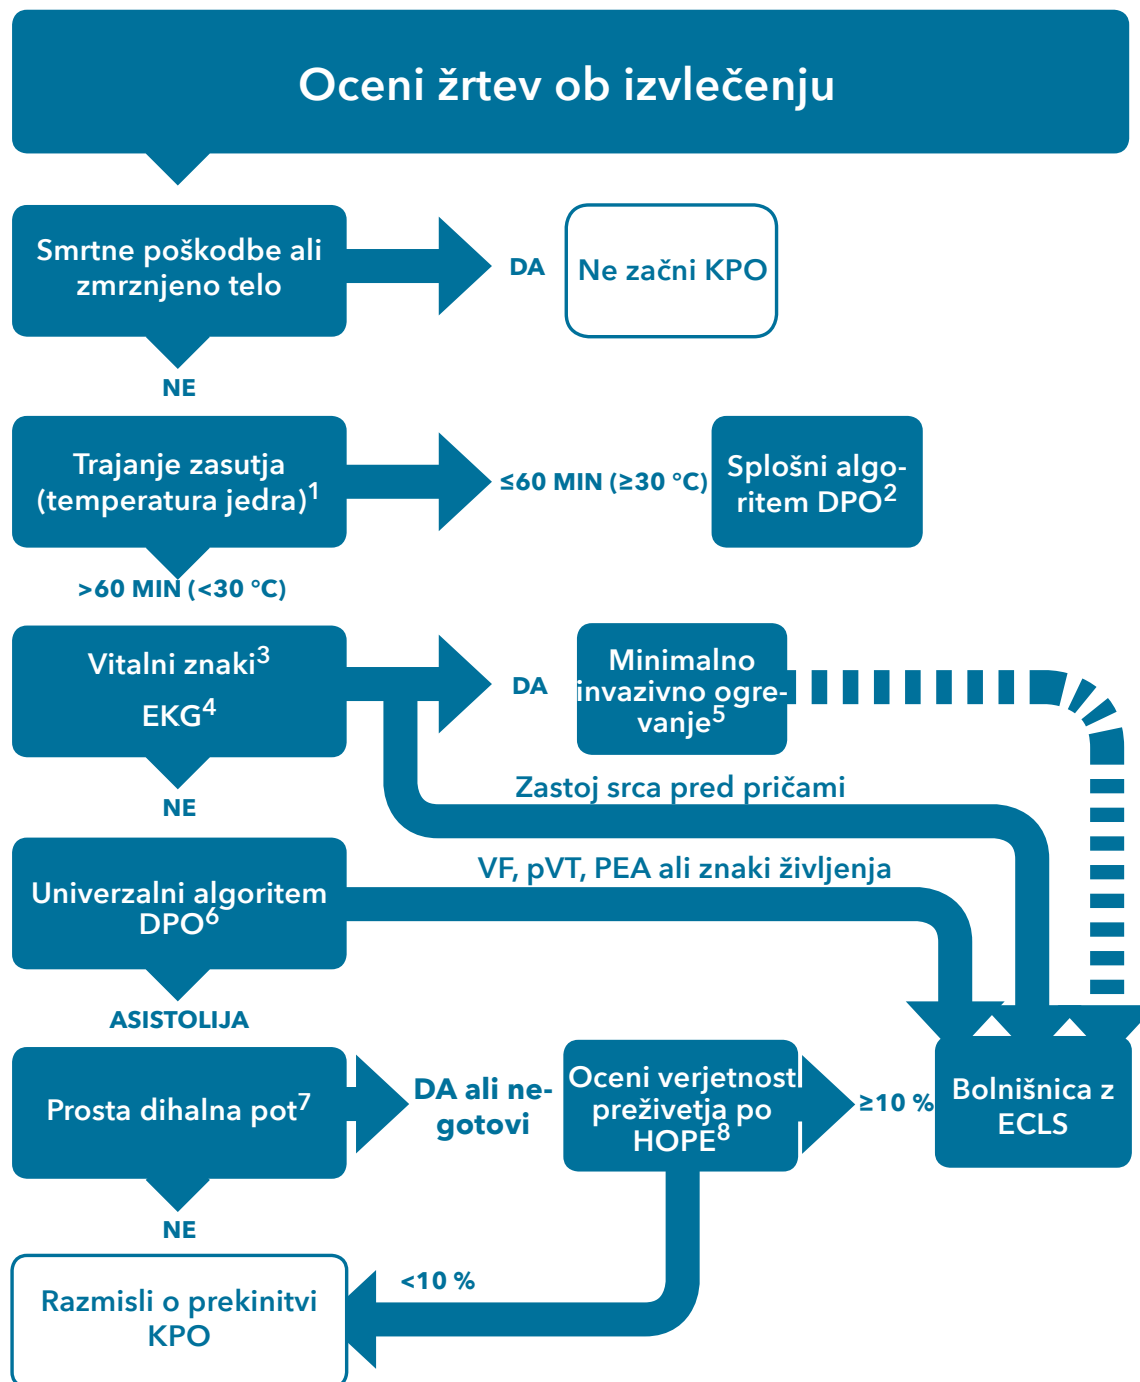 Oceni žrtev ob izvlečenju
Smrtne poškodbe ali
zmrznjeno telo
DA
Ne začni KPO
NE
Trajanje zasutja
(temperatura jedra)1
≤60 MIN (≥30 °C)
Splošni algo-
ritem DPO2
>60 MIN (<30 °C)
Vitalni znaki3
EKG4
DA
Minimalno
invazivno ogre-
vanje5
Zastoj srca pred pričami
NE
Univerzalni algoritem
DPO6
VF, pVT, PEA ali znaki življenja
ASISTOLIJA
Prosta dihalna pot7
DA ali ne-
gotovi
Oceni verjetnost
preživetja po
HOPE8
≥10 %
Bolnišnica z
ECLS
NE
<10 %
Razmisli o prekinitvi
KPO